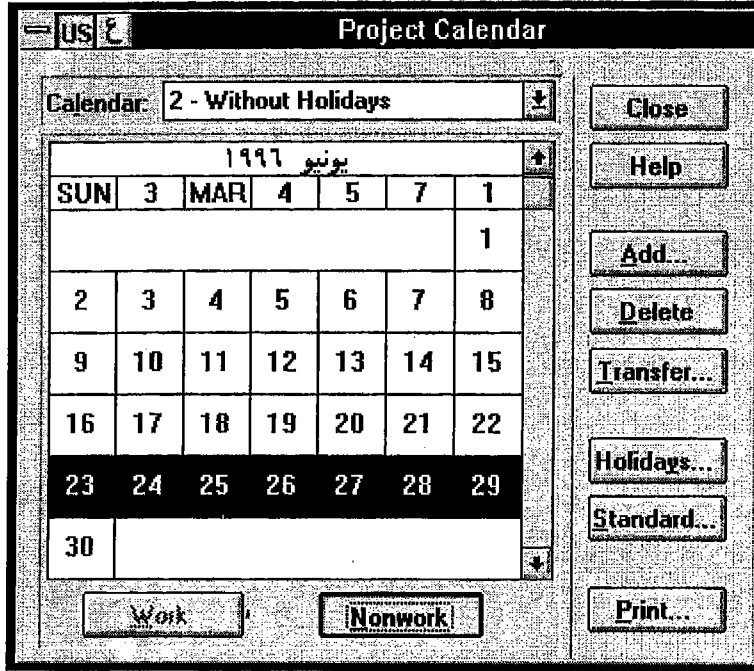 US ع Project Calendar
Calendar: 2 - Without Holidays
يونيو ١٩٩٦
SUN 3 MAR 4 5 7 1
1
2 3 4 5 6 7 8
9 10 11 12 13 14 15
16 17 18 19 20 21 22
23 24 25 26 27 28 29
30
Work Nonwork
Close
Help
Add...
Delete
Transfer...
Holidays...
Standard...
Print...